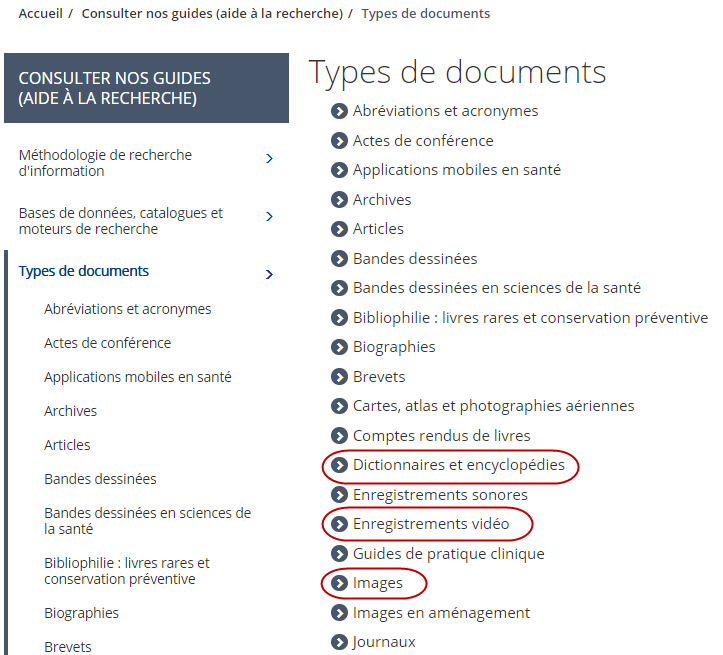 Accueil / Consulter nos guides (aide à la recherche) / Types de documents
CONSULTER NOS GUIDES
(AIDE À LA RECHERCHE)
Méthodologie de recherche
d'information
Bases de données, catalogues et
moteurs de recherche
Types de documents
Abréviations et acronymes
Actes de conférence
Applications mobiles en santé
Archives
Articles
Bandes dessinées
Bandes dessinées en sciences de
la santé
Bibliophilie : livres rares et
conservation préventive
Biographies
Brevets
Types de documents
Abréviations et acronymes
Actes de conférence
Applications mobiles en santé
Archives
Articles
Bandes dessinées
Bandes dessinées en sciences de la santé
Bibliophilie : livres rares et conservation préventive
Biographies
Brevets
Cartes, atlas et photographies aériennes
Comptes rendus de livres
Dictionnaires et encyclopédies
Enregistrements sonores
Enregistrements vidéo
Guides de pratique clinique
Images
Images en aménagement
Journaux